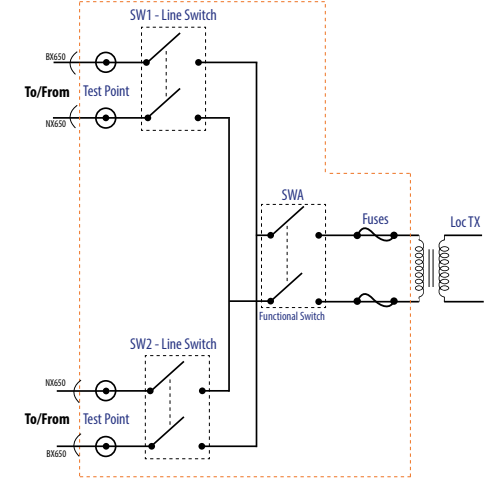 SW1 - Line Switch
BX650
To/From Test Point
NX650
SWA
Fuses
Loc TX
Functional Switch
SW2 - Line Switch
NX650
To/From Test Point
BX650